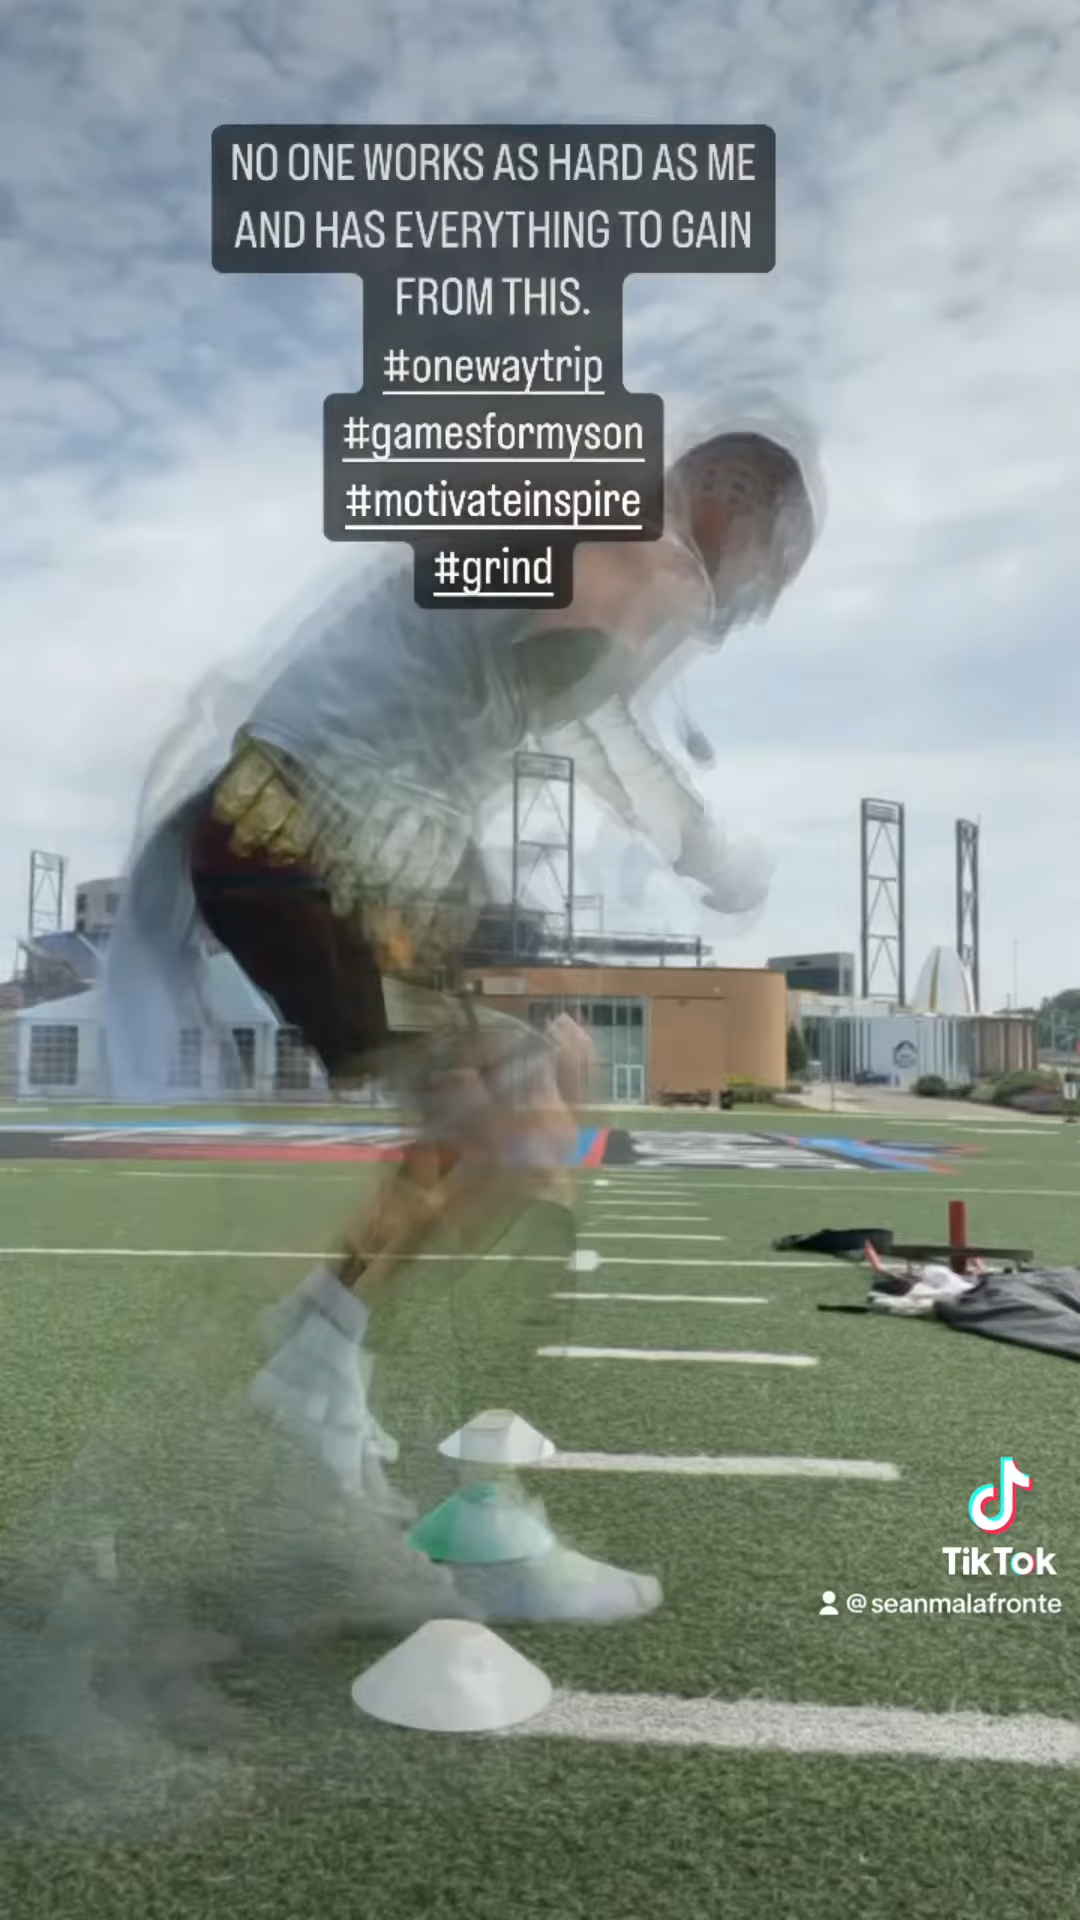 NO ONE WORKS AS HARD AS ME
AND HAS EVERYTHING TO GAIN
FROM THIS.
#onewaytrip
#gamesformyson
#motivateinspire
#grind
TikTok
@seanmalafronte